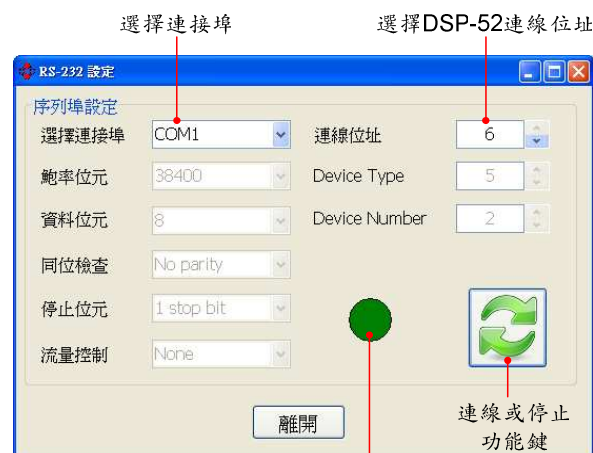 選擇連接埠
選擇DSP-52連線位址
RS-232 設定
序列埠設定
選擇連接埠 COM1 連線位址 6
鮑率位元 38400 Device Type 5
資料位元 8 Device Number 2
同位檢查 No parity
停止位元 1 stop bit
流量控制 None
離開
連線或停止
功能鍵